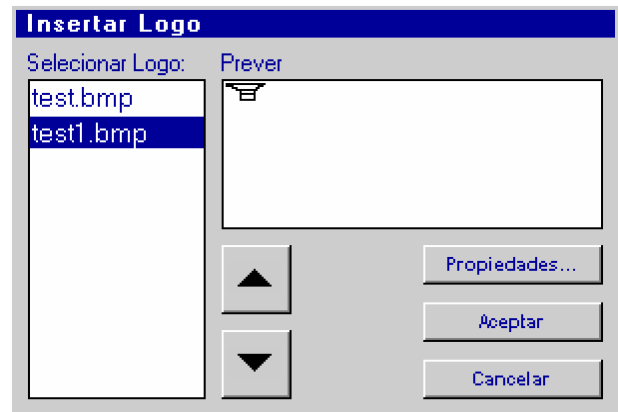 Insertar Logo
Selecionar Logo:
Prever
test.bmp
test1.bmp
Propiedades...
Aceptar
Cancelar